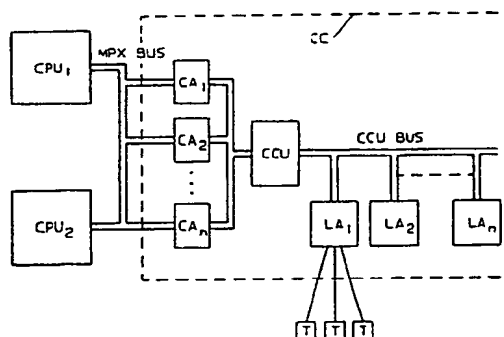 CC
MPX BUS
CPU1
CA1
CA2
CCU
CCU BUS
CPU2
CAn
LA1
LA2
LAn
T T T